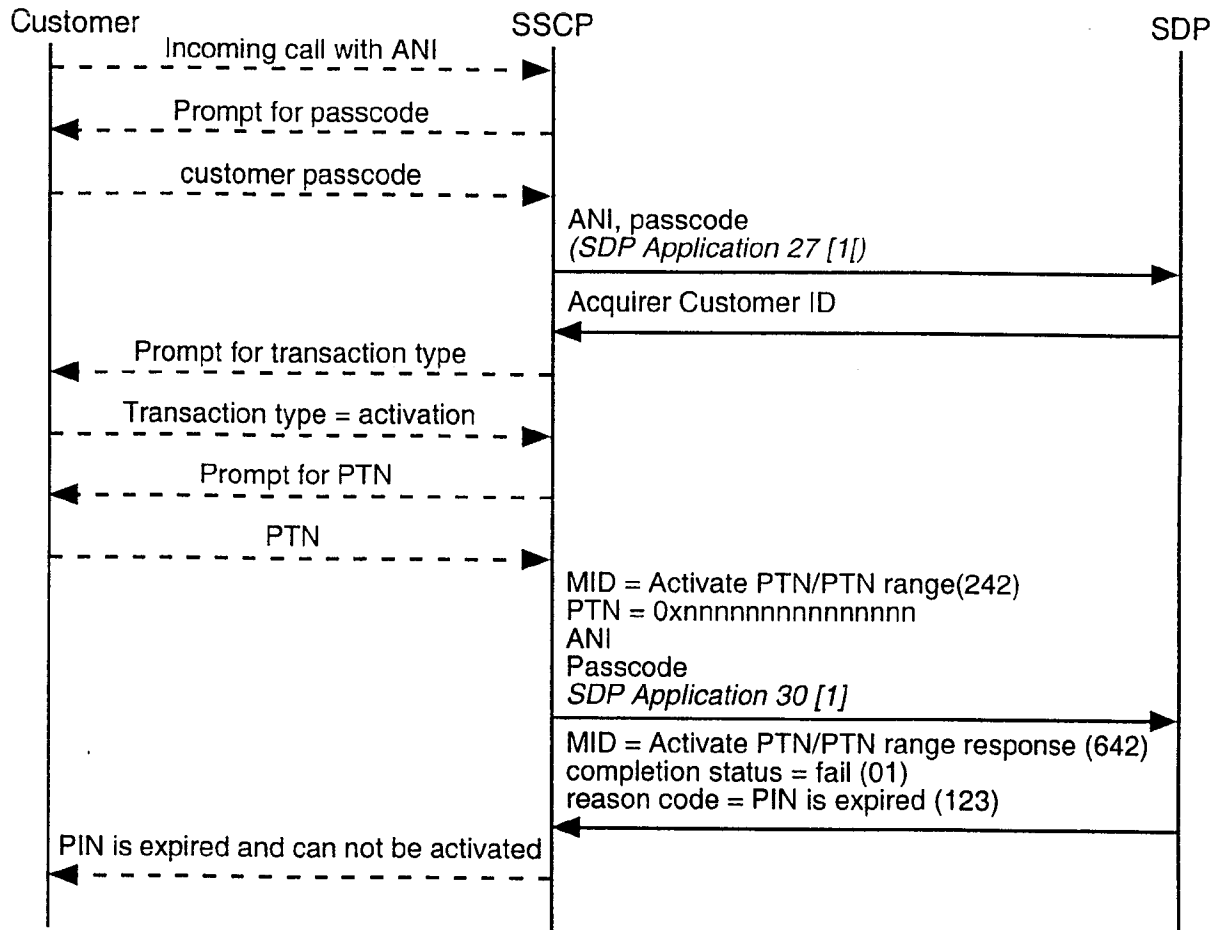 Customer
SSCP
SDP
Incoming call with ANI
Prompt for passcode
customer passcode
ANI, passcode
(SDP Application 27 [1[)
Acquirer Customer ID
Prompt for transaction type
Transaction type = activation
Prompt for PTN
PTN
MID = Activate PTN/PTN range(242)
PTN = 0xnnnnnnnnnnnnnnnn
ANI
Passcode
SDP Application 30 [1]
MID = Activate PTN/PTN range response (642)
completion status = fail (01)
reason code = PIN is expired (123)
PIN is expired and can not be activated